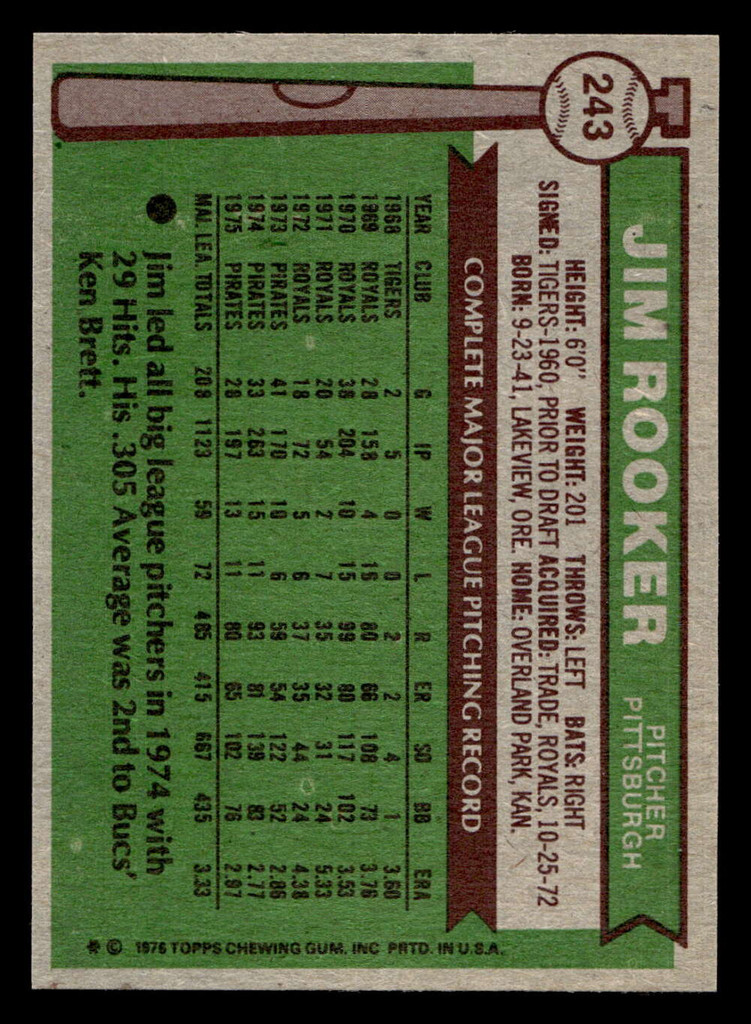 243
JIM ROOKER
PITCHER
PITTSBURGH
HEIGHT: 6'0" WEIGHT: 201 THROWS: LEFT BATS: RIGHT
SIGNED: TIGERS-1960, PRIOR TO DRAFT ACQUIRED: TRADE, ROYALS, 10-25-72
BORN: 9-23-41, LAKEVIEW, ORE. HOME: OVERLAND PARK, KAN.
COMPLETE MAJOR LEAGUE PITCHING RECORD
YEAR CLUB G IP W L R ER SO BB ERA
1968 TIGERS 2 5 0 0 2 2 4 1 3.60
1969 ROYALS 28 158 4 16 80 66 108 73 3.76
1970 ROYALS 38 204 10 15 99 80 117 102 3.53
1971 ROYALS 20 54 2 7 35 32 31 24 5.33
1972 ROYALS 18 72 5 6 37 35 44 24 4.38
1973 PIRATES 41 170 10 6 59 54 122 52 2.86
1974 PIRATES 33 263 15 11 93 81 139 83 2.77
1975 PIRATES 28 197 13 11 80 65 102 76 2.97
MAJ. LEA. TOTALS 208 1123 59 72 485 415 667 435 3.33
Jim led all big league pitchers in 1974 with
29 Hits. His .305 Average was 2nd to Bucs'
Ken Brett.
* © 1976 TOPPS CHEWING GUM, INC PRTD. IN U.S.A.